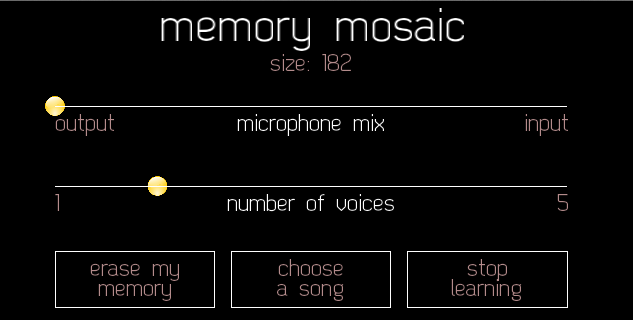 memory mosaic
size: 182
output microphone mix input
1 number of voices 5
erase my choose stop
memory a song learning